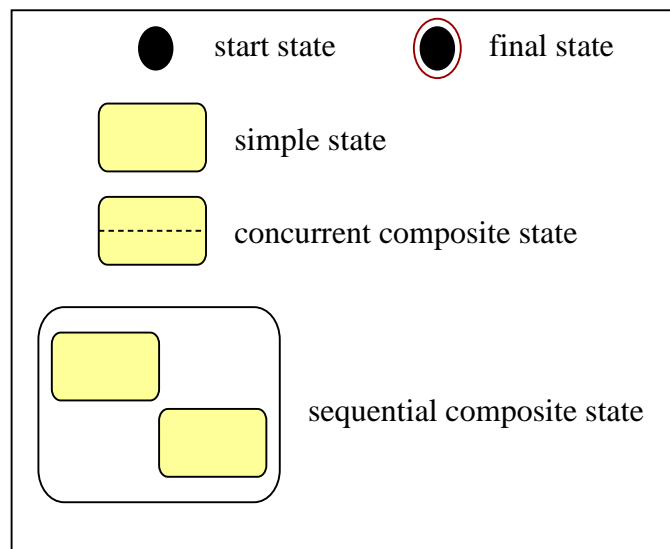 start state
final state
simple state
concurrent composite state
sequential composite state